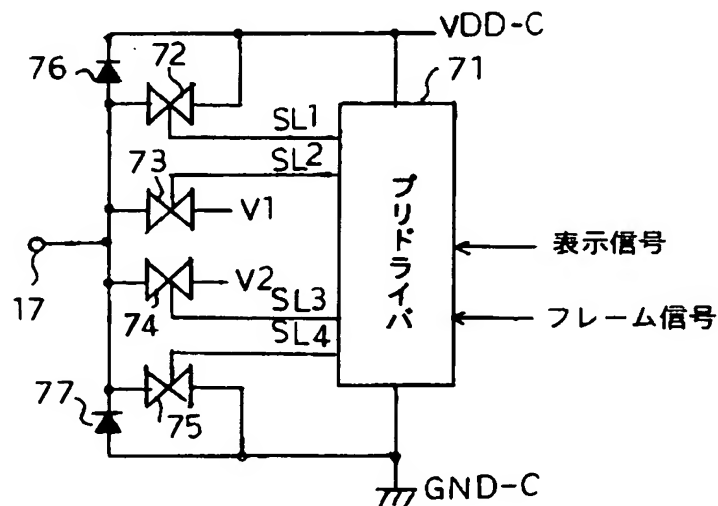 VDD-C
76
72
71
SL1
SL2
73
V1
プリドライバ
表示信号
17
V2
74
SL3
フレーム信号
SL4
77
75
GND-C